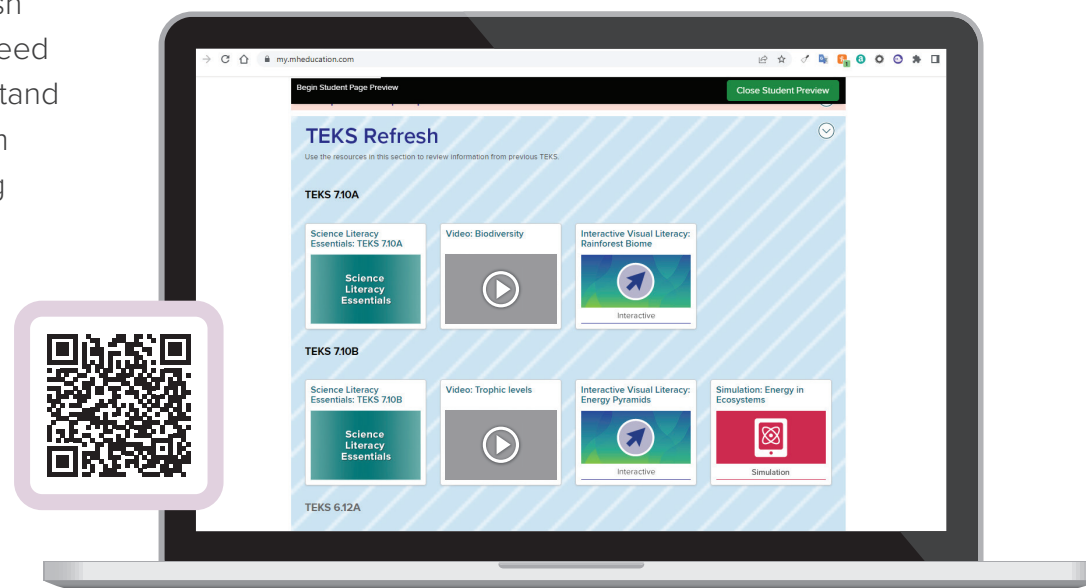 sh
eed
tand
n
g
my.mheducation.com
Begin Student Page Preview
Close Student Preview
TEKS Refresh
Use the resources in this section to review information from previous TEKS.
TEKS 7.10A
Science Literacy
Essentials: TEKS 7.10A
Science
Literacy
Essentials
Video: Biodiversity
Interactive Visual Literacy:
Rainforest Biome
Interactive
TEKS 7.10B
Science Literacy
Essentials: TEKS 7.10B
Science
Literacy
Essentials
Video: Trophic levels
Interactive Visual Literacy:
Energy Pyramids
Interactive
Simulation: Energy in
Ecosystems
Simulation
TEKS 6.12A